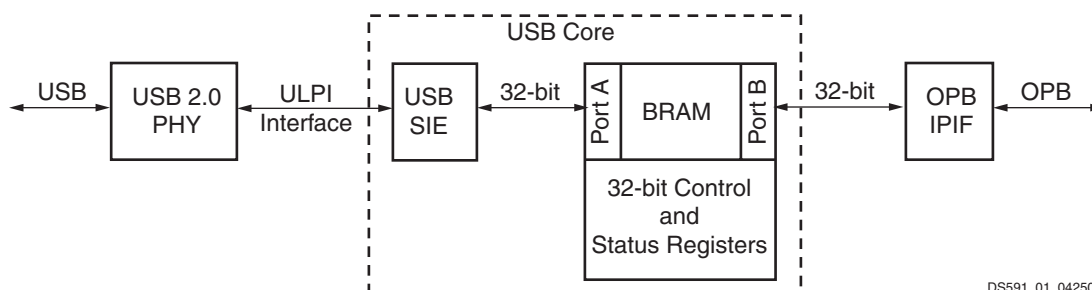 USB Core
USB
USB 2.0
PHY
ULPI
Interface
USB
SIE
32-bit
Port A
BRAM
Port B
32-bit
OPB
IPIF
OPB
32-bit Control
and
Status Registers